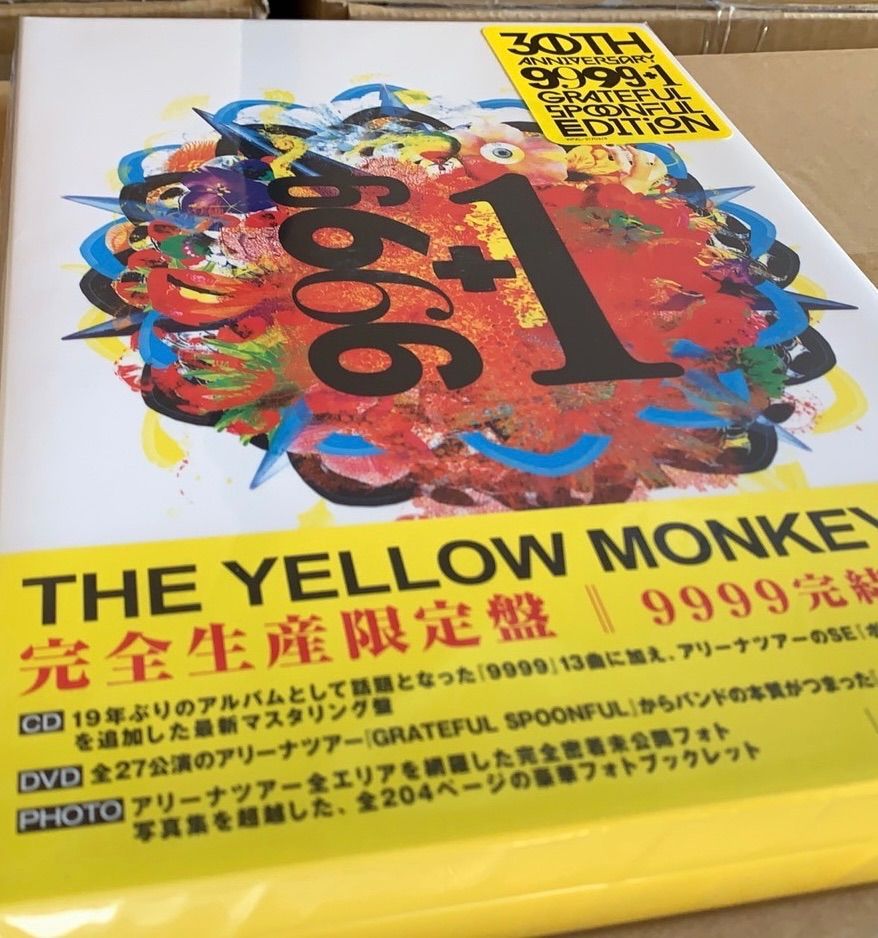 30TH
ANNIVERSARY
9999+1
GRATEFUL
SPOONFUL
EDITION
9999
+1
THE YELLOW MONKEY
完全生産限定盤 || 9999完結
CD 19年ぶりのアルバムとして話題となった「9999」13曲に加え、アリーナツアーのSE「
を追加した最新マスタリング盤
DVD 全27公演のアリーナツアー「GRATEFUL SPOONFUL」からバンドの本質がつまった
PHOTO アリーナツアー全エリアを網羅した完全密着未公開フォト
写真集を超越した、全204ページの豪華フォトブックレット